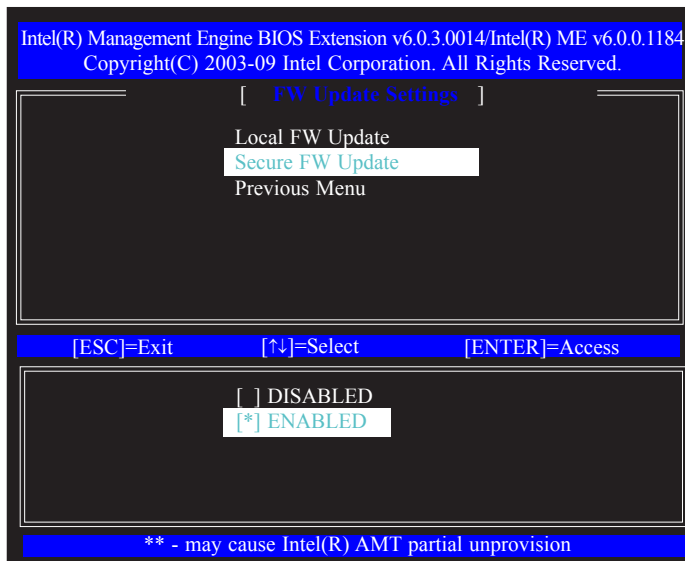 Intel(R) Management Engine BIOS Extension v6.0.3.0014/Intel(R) ME v6.0.0.1184
Copyright(C) 2003-09 Intel Corporation. All Rights Reserved.
[ FW Update Settings ]
Local FW Update
Secure FW Update
Previous Menu
[ESC]=Exit [↑↓]=Select [ENTER]=Access
[ ] DISABLED
[*] ENABLED
** - may cause Intel(R) AMT partial unprovision